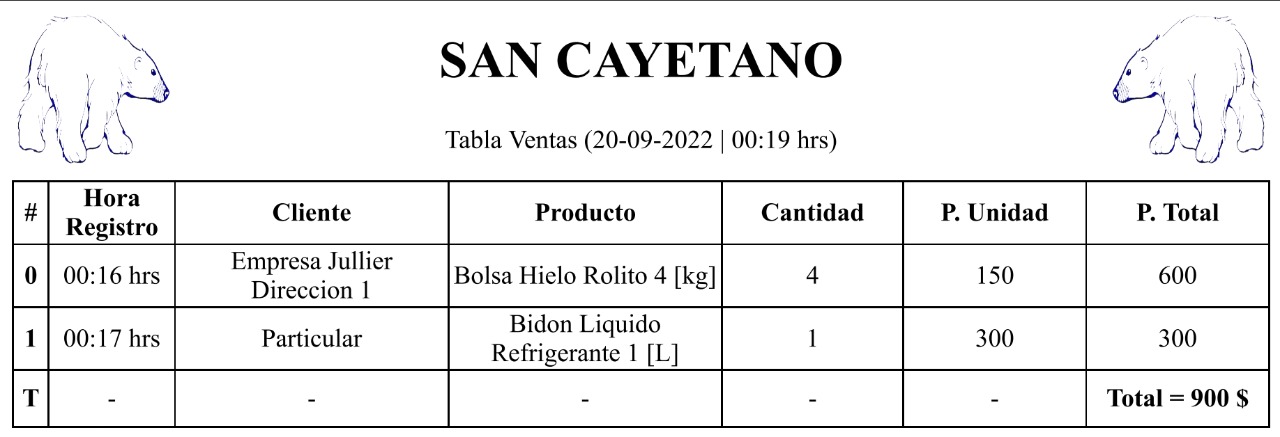 SAN CAYETANO
Tabla Ventas (20-09-2022 | 00:19 hrs)
# Hora Registro Cliente Producto Cantidad P. Unidad P. Total
0 00:16 hrs Empresa Jullier Direccion 1 Bolsa Hielo Rolito 4 [kg] 4 150 600
1 00:17 hrs Particular Bidon Liquido Refrigerante 1 [L] 1 300 300
T - - - - - Total = 900 $